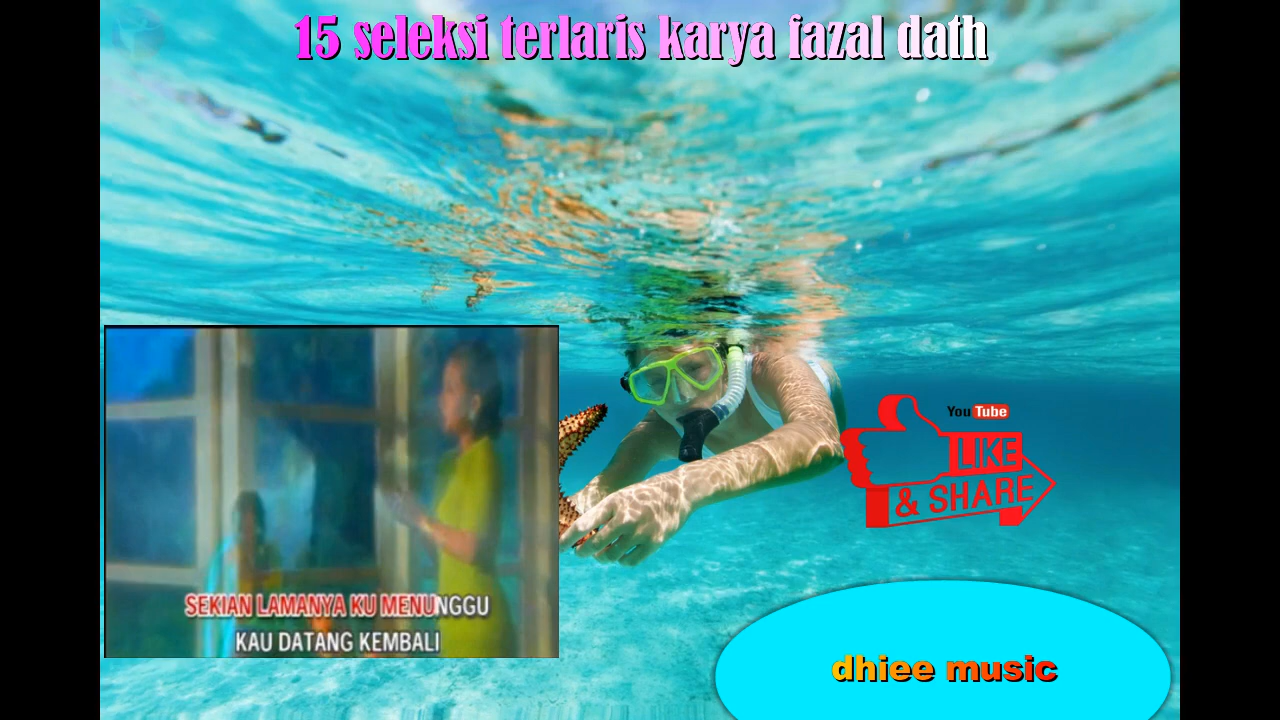 15 seleksi terlaris karya fazal dath
YouTube
LIKE
& SHARE
SEKIAN LAMANYA KU MENUNGGU
KAU DATANG KEMBALI
dhiee music